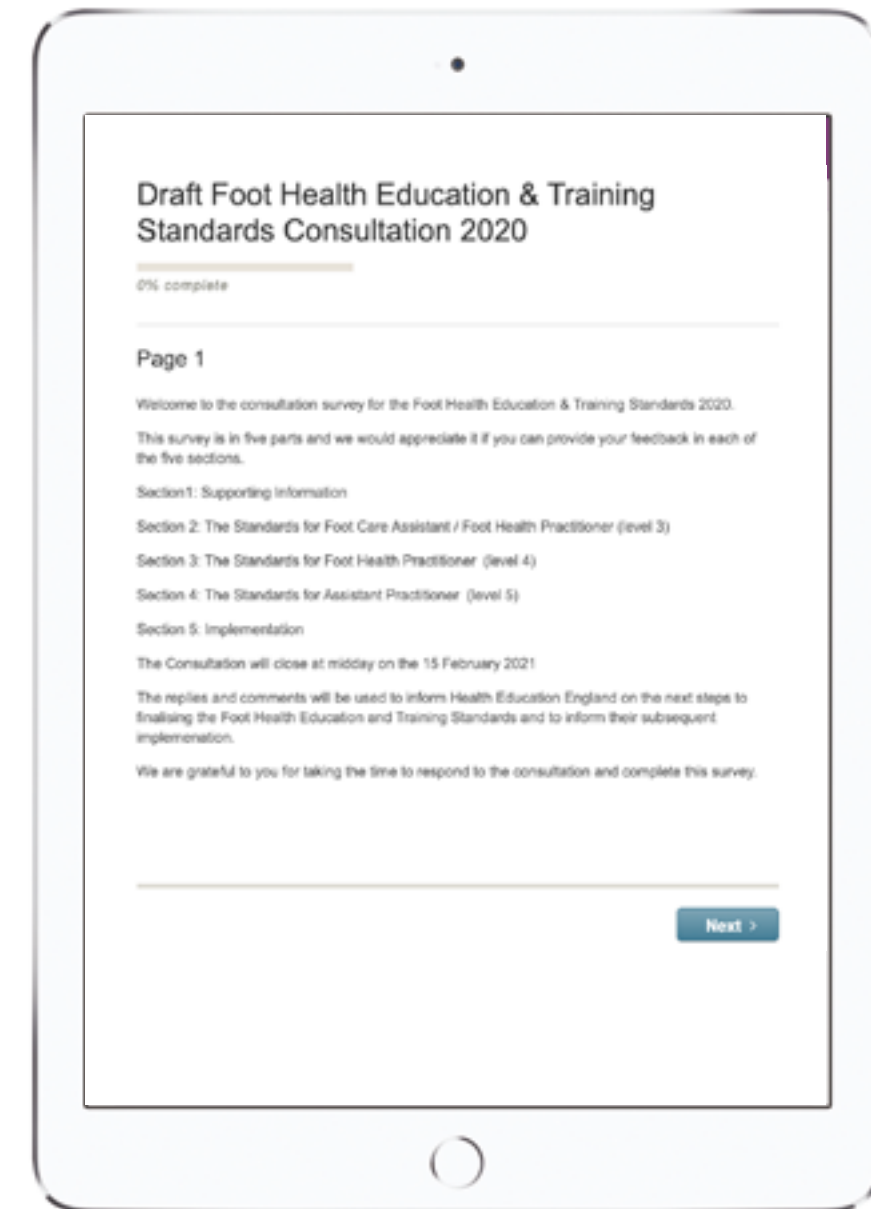 Draft Foot Health Education & Training
Standards Consultation 2020
0% complete
Page 1
Welcome to the consultation survey for the Foot Health Education & Training Standards 2020.
This survey is in five parts and we would appreciate it if you can provide your feedback in each of
the five sections.
Section1: Supporting Information
Section 2: The Standards for Foot Care Assistant / Foot Health Practitioner (level 3)
Section 3: The Standards for Foot Health Practitioner (level 4)
Section 4: The Standards for Assistant Practitioner (level 5)
Section 5: Implementation
The Consultation will close at midday on the 15 February 2021
The replies and comments will be used to inform Health Education England on the next steps to
finalising the Foot Health Education and Training Standards and to inform their subsequent
implemenation.
We are grateful to you for taking the time to respond to the consultation and complete this survey.
Next >